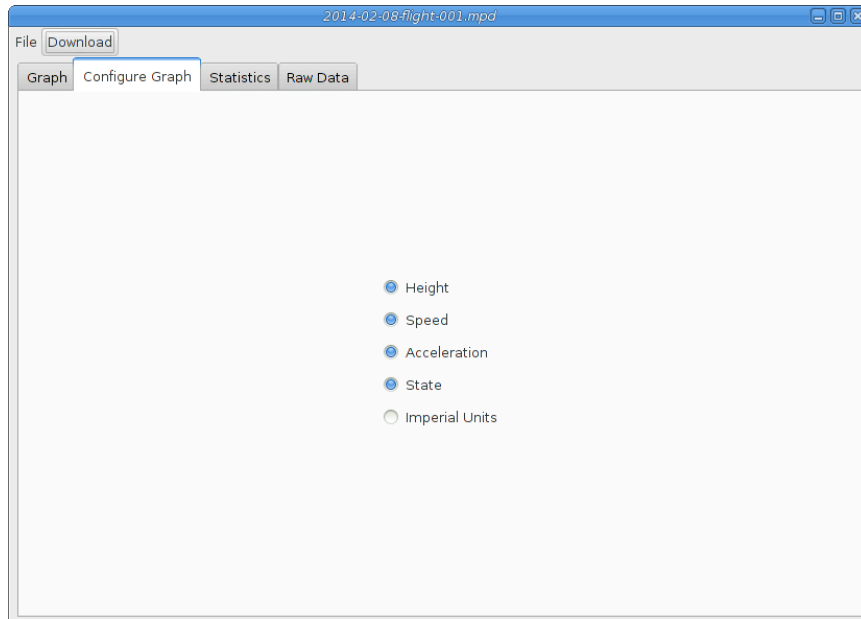 2014-02-08-flight-001.mpd
File Download
Graph Configure Graph Statistics Raw Data
Height
Speed
Acceleration
State
Imperial Units